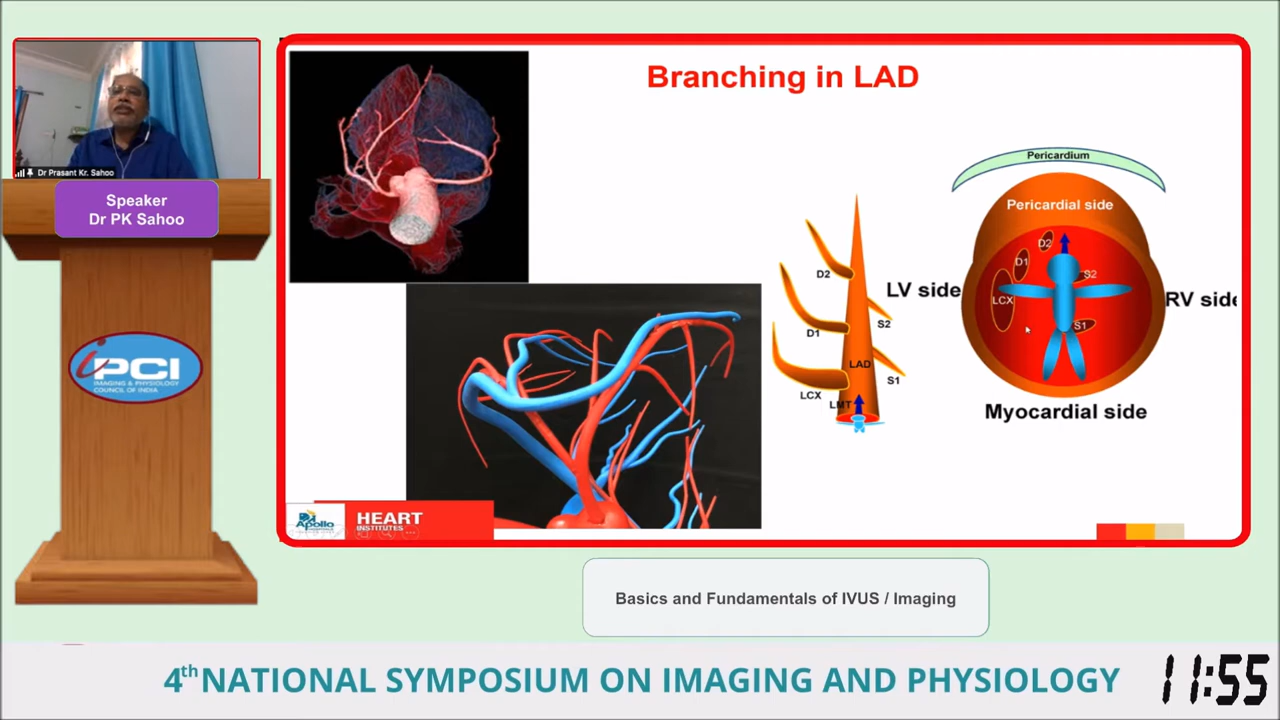 Dr Prasant Kr. Sahoo
Speaker
Dr PK Sahoo
iPCI
IMAGING & PHYSIOLOGY
COUNCIL OF INDIA
Branching in LAD
Pericardium
Pericardial side
D2
D1
S2
LCX
S1
LV side
RV side
Myocardial side
D2
S2
D1
LAD
S1
LCX
LMT
Apollo
HEART
INSTITUTES
Basics and Fundamentals of IVUS / Imaging
4th NATIONAL SYMPOSIUM ON IMAGING AND PHYSIOLOGY
11:55